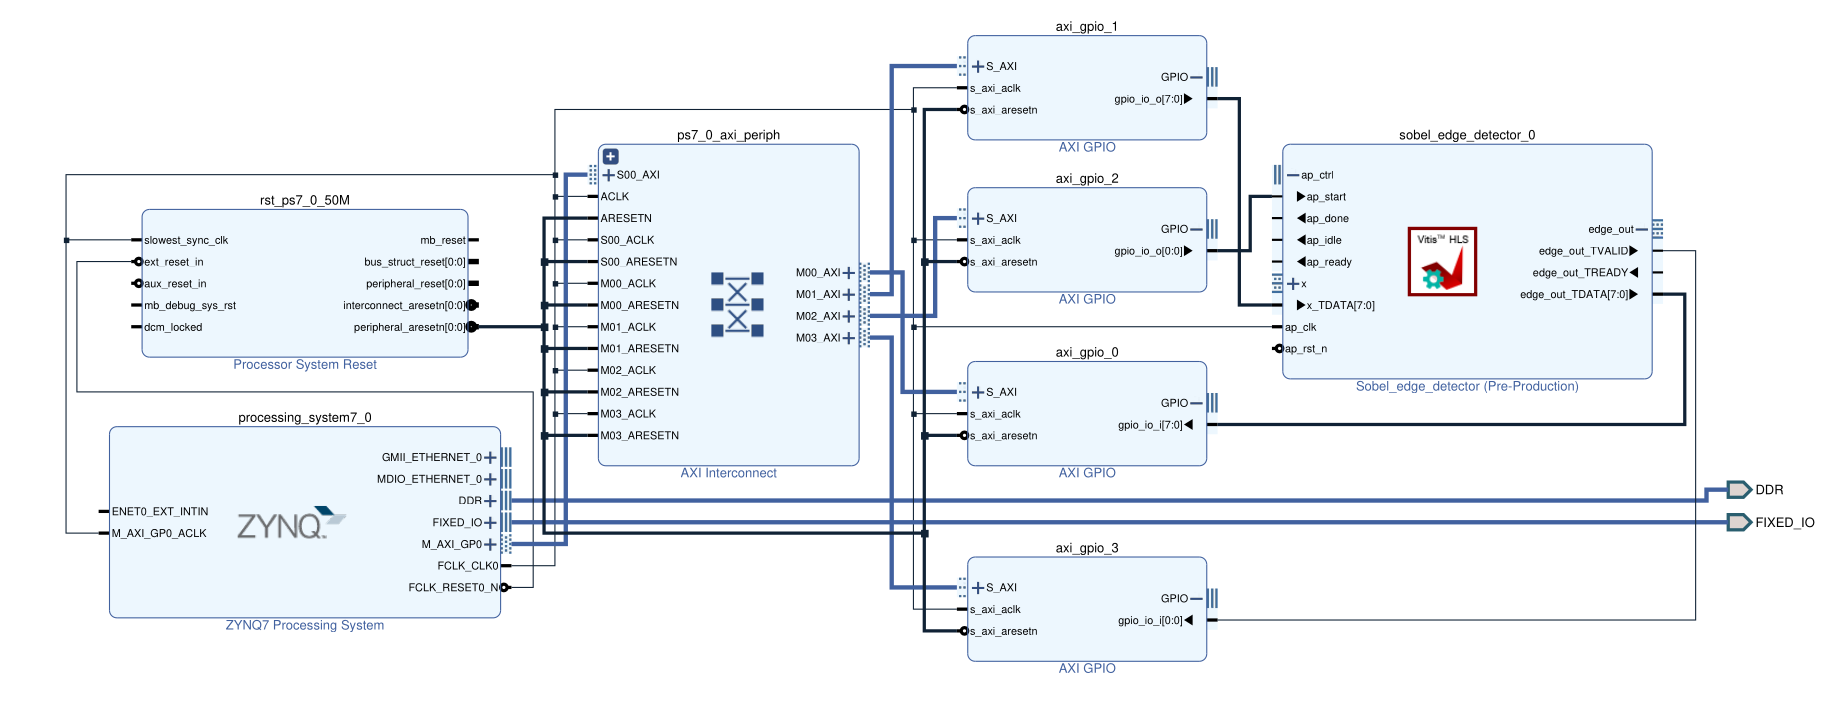 axi_gpio_1
S_AXI
s_axi_aclk
s_axi_aresetn
GPIO
gpio_io_o[7:0]
AXI GPIO
ps7_0_axi_periph
S00_AXI
ACLK
ARESETN
S00_ACLK
S00_ARESETN
M00_ACLK
M00_ARESETN
M01_ACLK
M01_ARESETN
M02_ACLK
M02_ARESETN
M03_ACLK
M03_ARESETN
M00_AXI
M01_AXI
M02_AXI
M03_AXI
AXI Interconnect
sobel_edge_detector_0
ap_ctrl
ap_start
ap_done
ap_idle
ap_ready
x
x_TDATA[7:0]
ap_clk
ap_rst_n
Vitis™ HLS
edge_out
edge_out_TVALID
edge_out_TREADY
edge_out_TDATA[7:0]
Sobel_edge_detector (Pre-Production)
axi_gpio_2
S_AXI
s_axi_aclk
s_axi_aresetn
GPIO
gpio_io_o[0:0]
AXI GPIO
rst_ps7_0_50M
slowest_sync_clk
ext_reset_in
aux_reset_in
mb_debug_sys_rst
dcm_locked
mb_reset
bus_struct_reset[0:0]
peripheral_reset[0:0]
interconnect_aresetn[0:0]
peripheral_aresetn[0:0]
Processor System Reset
axi_gpio_0
S_AXI
s_axi_aclk
s_axi_aresetn
GPIO
gpio_io_i[7:0]
AXI GPIO
processing_system7_0
ENET0_EXT_INTIN
M_AXI_GP0_ACLK
ZYNQ
GMII_ETHERNET_0
MDIO_ETHERNET_0
DDR
FIXED_IO
M_AXI_GP0
FCLK_CLK0
FCLK_RESET0_N
ZYNQ7 Processing System
DDR
FIXED_IO
axi_gpio_3
S_AXI
s_axi_aclk
s_axi_aresetn
GPIO
gpio_io_i[0:0]
AXI GPIO